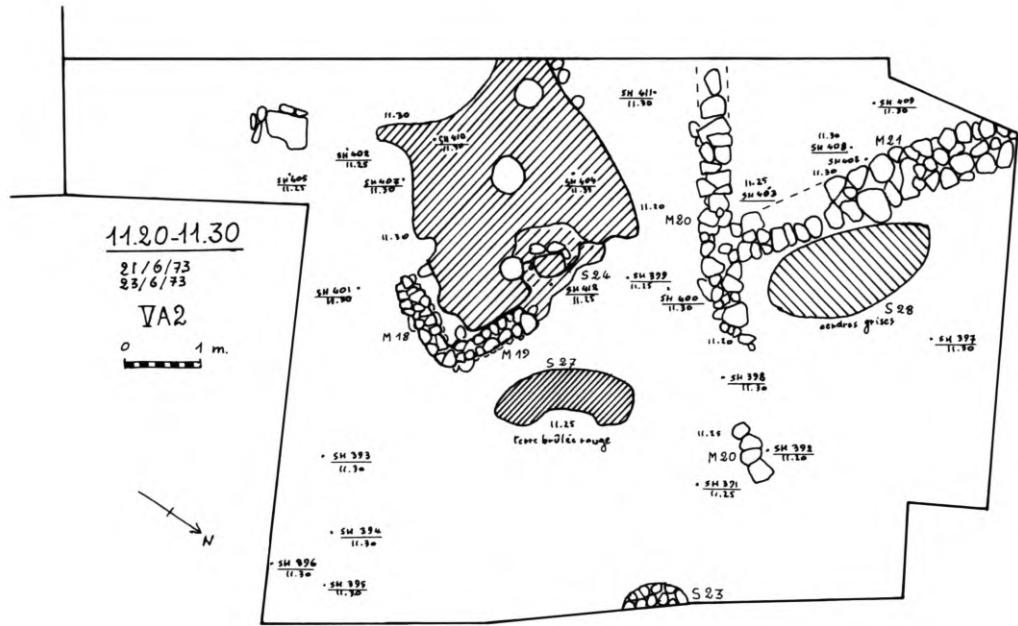 11.20-11.30
21/6/73
23/6/73
VA2
0 1 m.
N
SH 405
11.25
SH 402
11.25
SH 407
11.30
11.30
SH 410
11.30
SH 404
11.30
11.20
11.30
SH 401
11.30
M 18
M 19
S 24
SH 412
11.25
SH 399
11.25
SH 400
11.30
SH 411
11.30
M20
11.25
SH 403
11.30
SH 408
11.30
M21
SH 409
11.30
S 28
cendres grises
SH 397
11.30
11.20
SH 398
11.30
S 27
11.25
terre brûlée rouge
11.25
M20
SH 392
11.20
SH 391
11.25
SH 393
11.30
SH 394
11.30
SH 396
11.30
SH 395
11.20
S 23